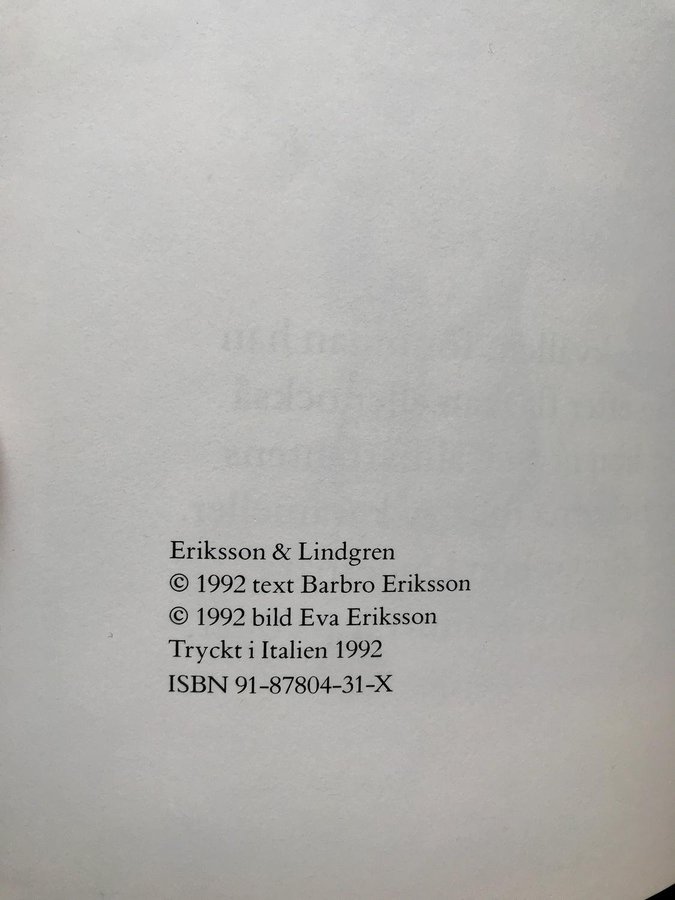 Eriksson & Lindgren
© 1992 text Barbro Eriksson
© 1992 bild Eva Eriksson
Tryckt i Italien 1992
ISBN 91-87804-31-X